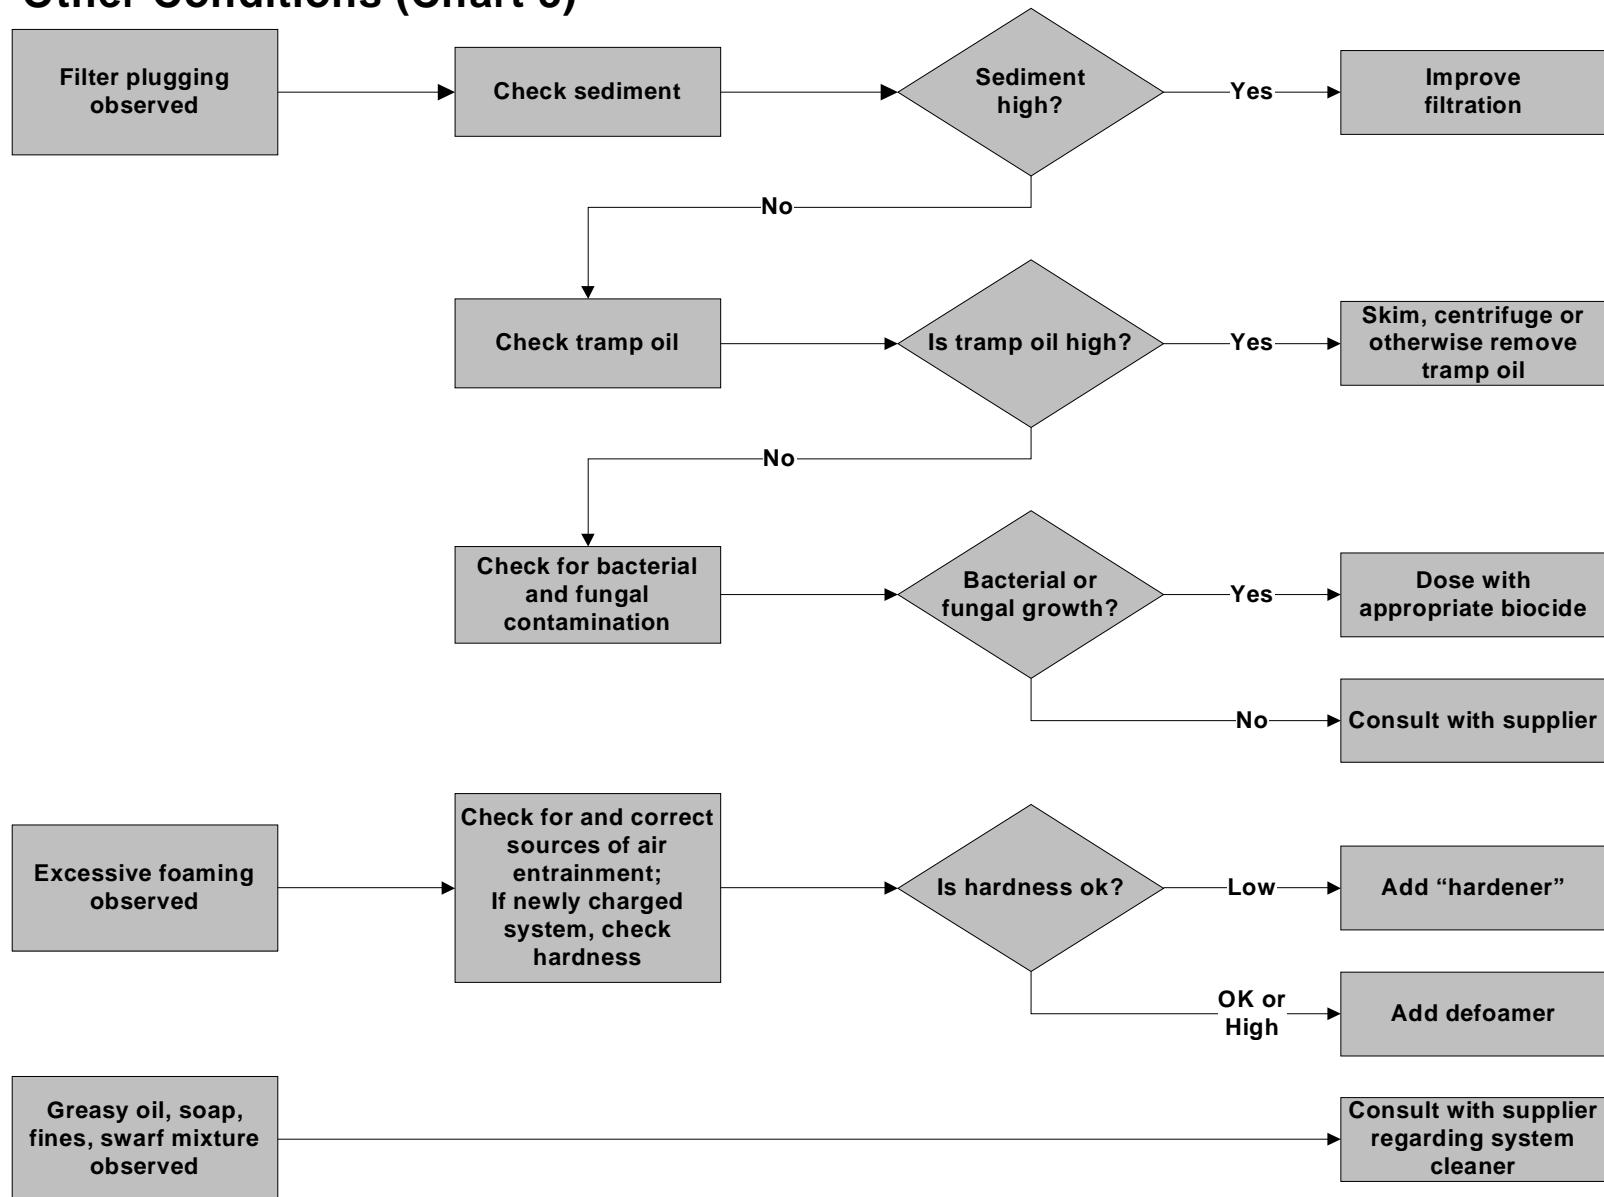 Other Conditions (Chart
Filter plugging
observed
Check sediment
Sediment
high?
Yes
Improve
filtration
No
Check tramp oil
Is tramp oil high?
Yes
Skim, centrifuge or
otherwise remove
tramp oil
No
Check for bacterial
and fungal
contamination
Bacterial or
fungal growth?
Yes
Dose with
appropriate biocide
No
Consult with supplier
Excessive foaming
observed
Check for and correct
sources of air
entrainment;
If newly charged
system, check
hardness
Is hardness ok?
Low
Add “hardener”
OK or
High
Add defoamer
Greasy oil, soap,
fines, swarf mixture
observed
Consult with supplier
regarding system
cleaner